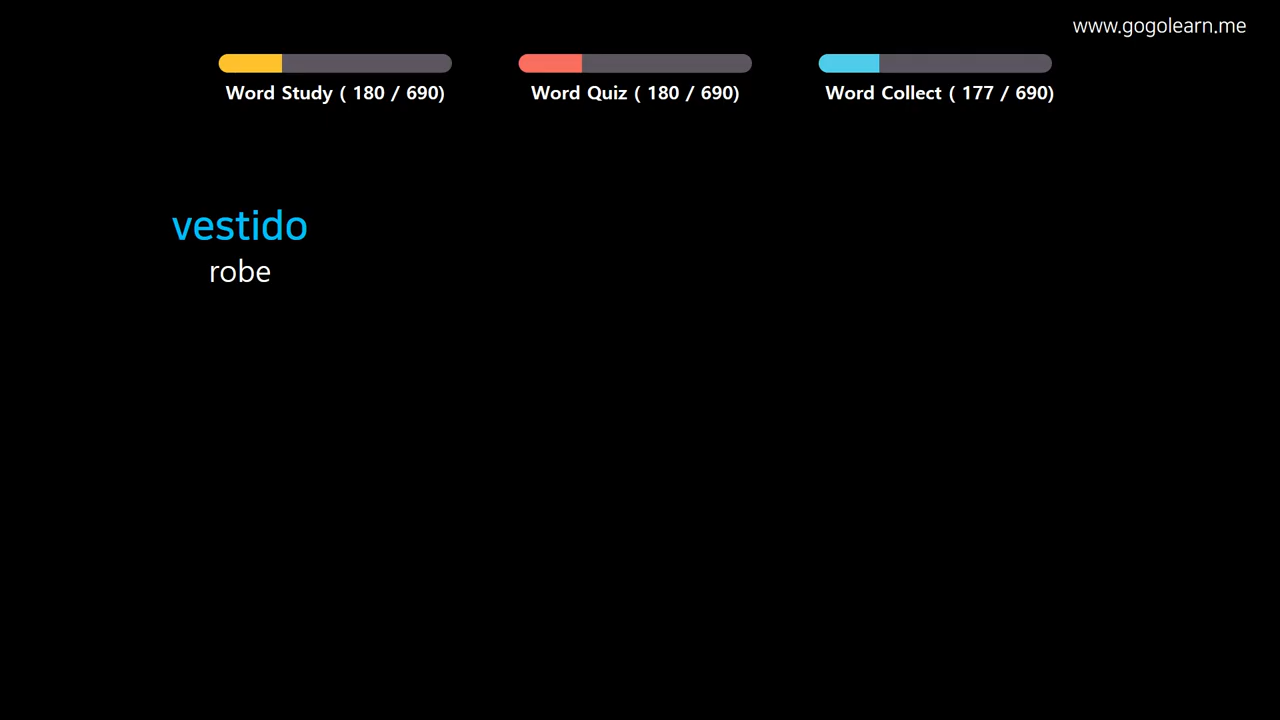 www.gogolearn.me
Word Study ( 180 / 690)
Word Quiz ( 180 / 690)
Word Collect ( 177 / 690)
vestido
robe